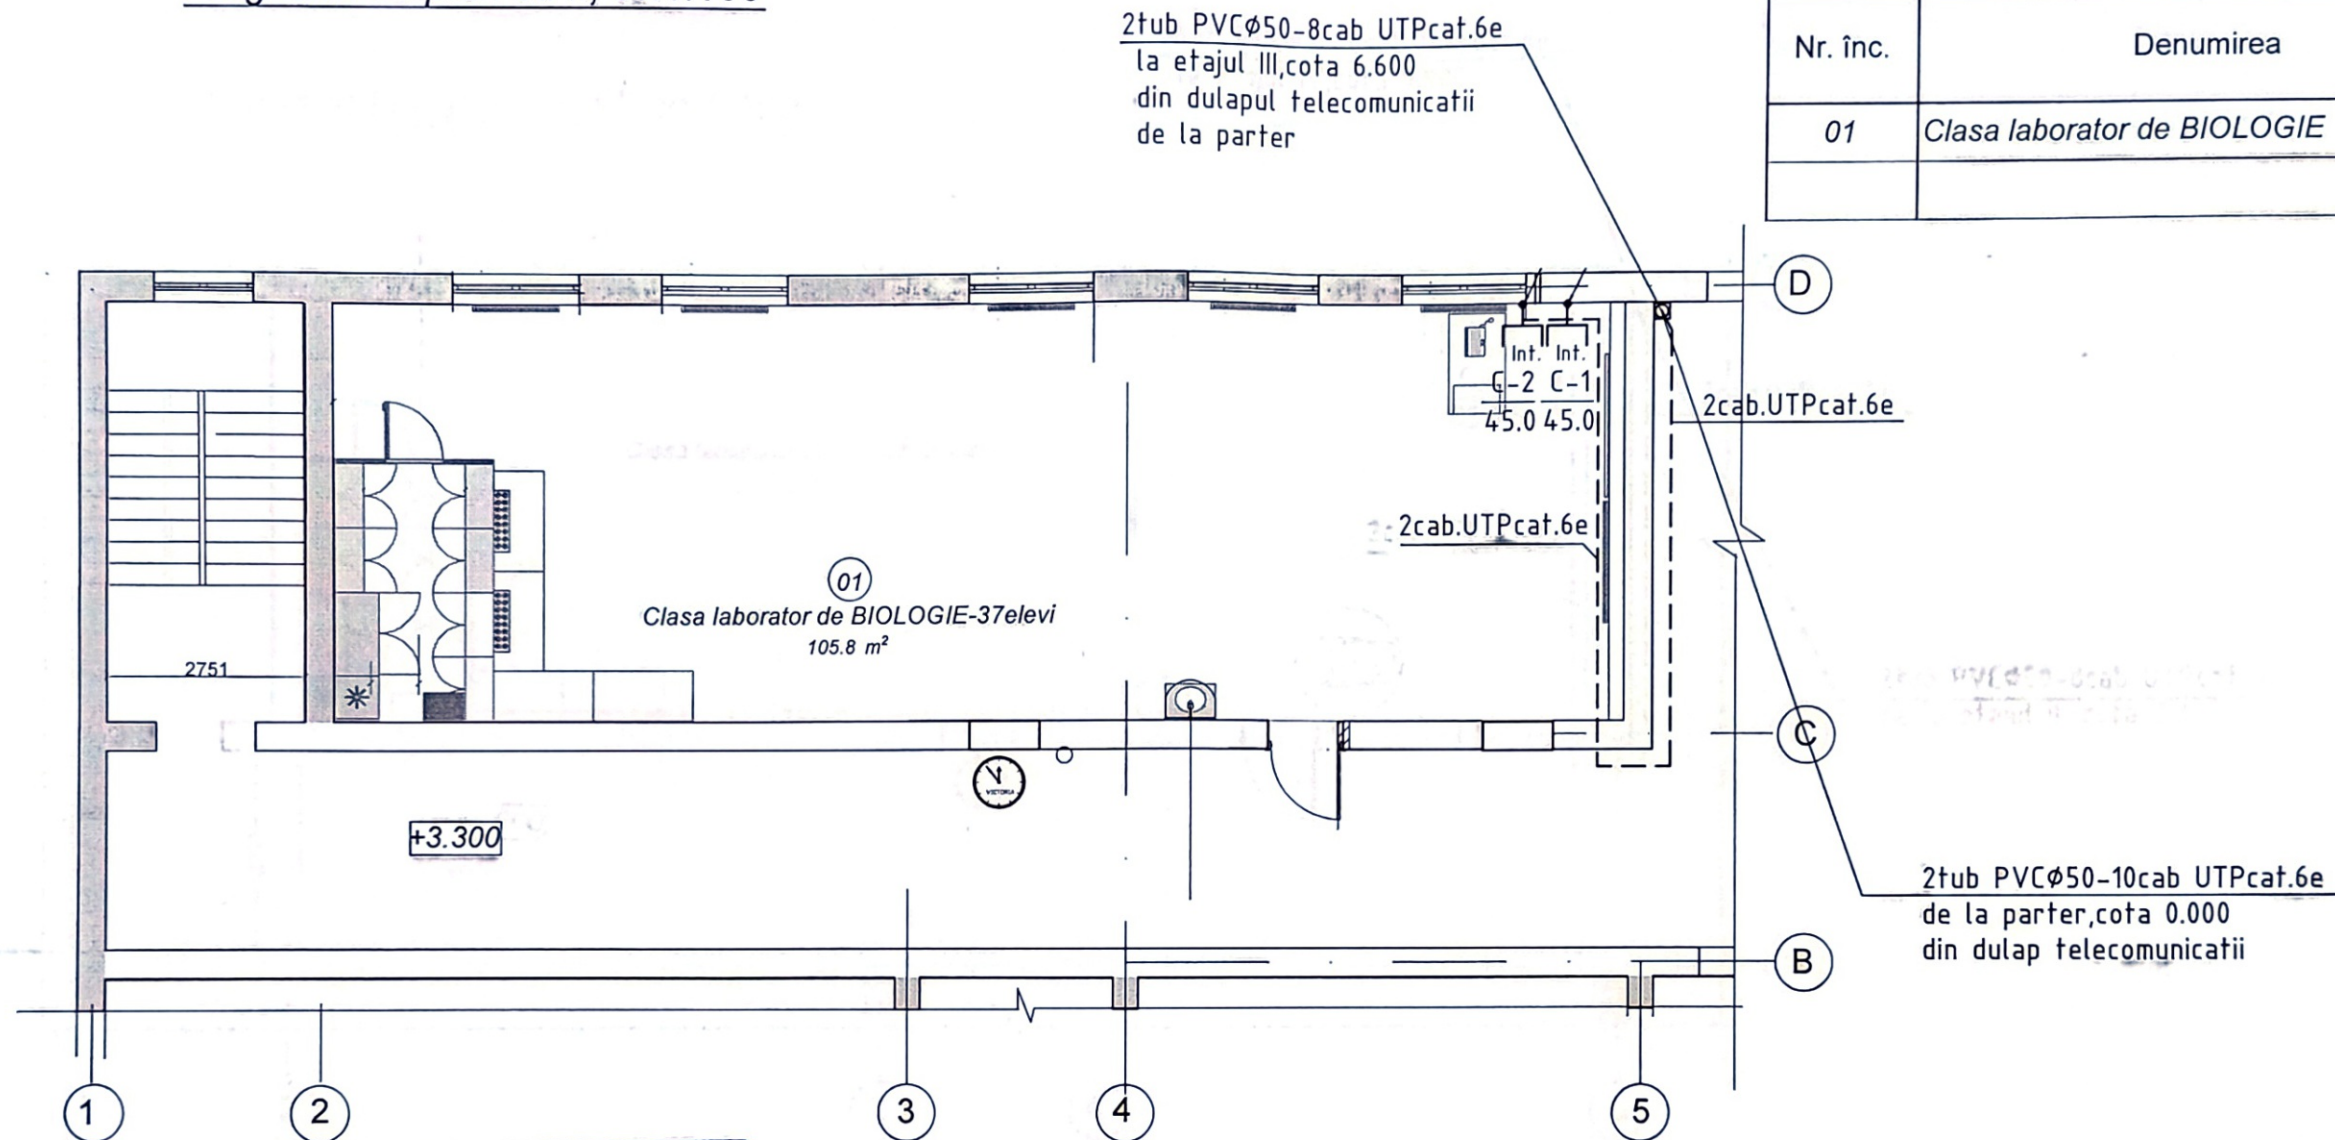 2tub PVCφ50-8cab UTPcat.6e
la etajul III,cota 6.600
din dulapul telecomunicatii
de la parter
Nr. înc.
Denumirea
01
Clasa laborator de BIOLOGIE
D
Int. Int.
C-2 C-1
45.0 45.0
2cab.UTPcat.6e
2cab.UTPcat.6e
01
Clasa laborator de BIOLOGIE-37elevi
105.8 m²
2751
C
VICTORIA
+3.300
2tub PVCφ50-10cab UTPcat.6e
de la parter,cota 0.000
din dulap telecomunicatii
B
1
2
3
4
5